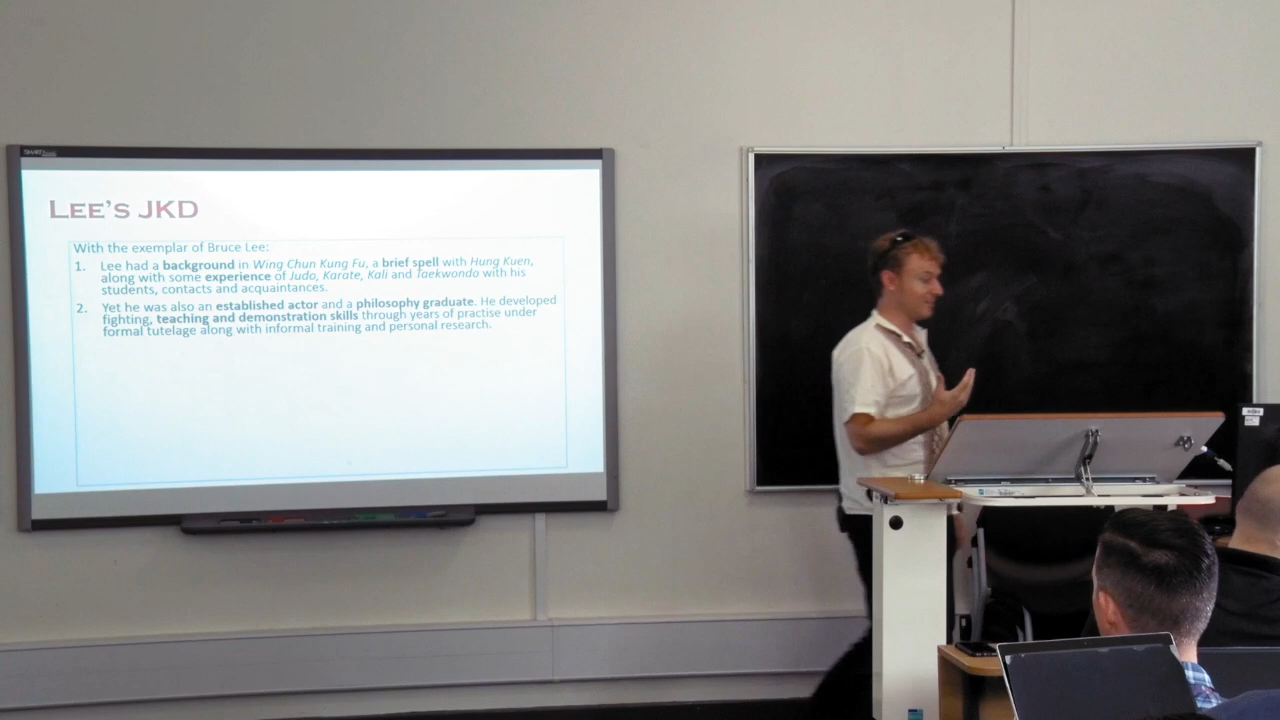 LEE'S JKD
With the exemplar of Bruce Lee:
1. Lee had a background in Wing Chun Kung Fu, a brief spell with Hung Kuen,
along with some experience of Judo, Karate, Kali and Taekwondo with his
students, contacts and acquaintances.
2. Yet he was also an established actor and a philosophy graduate. He developed
fighting, teaching and demonstration skills through years of practise under
formal tutelage along with informal training and personal research.